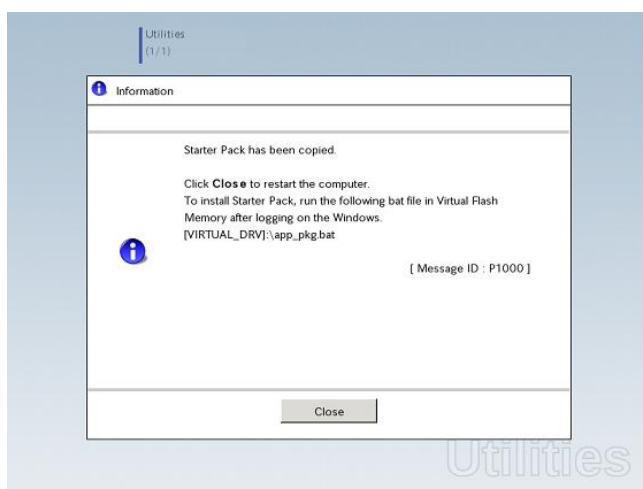 Utilities
(1/1)
Information
Starter Pack has been copied.
Click Close to restart the computer.
To install Starter Pack, run the following bat file in Virtual Flash
Memory after logging on the Windows.
[VIRTUAL_DRV]:\app_pkg.bat
[ Message ID : P1000 ]
Close
Utilities